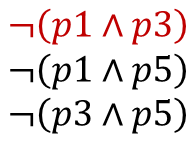 ¬(p1 ∧ p3)
¬(p1 ∧ p5)
¬(p3 ∧ p5)